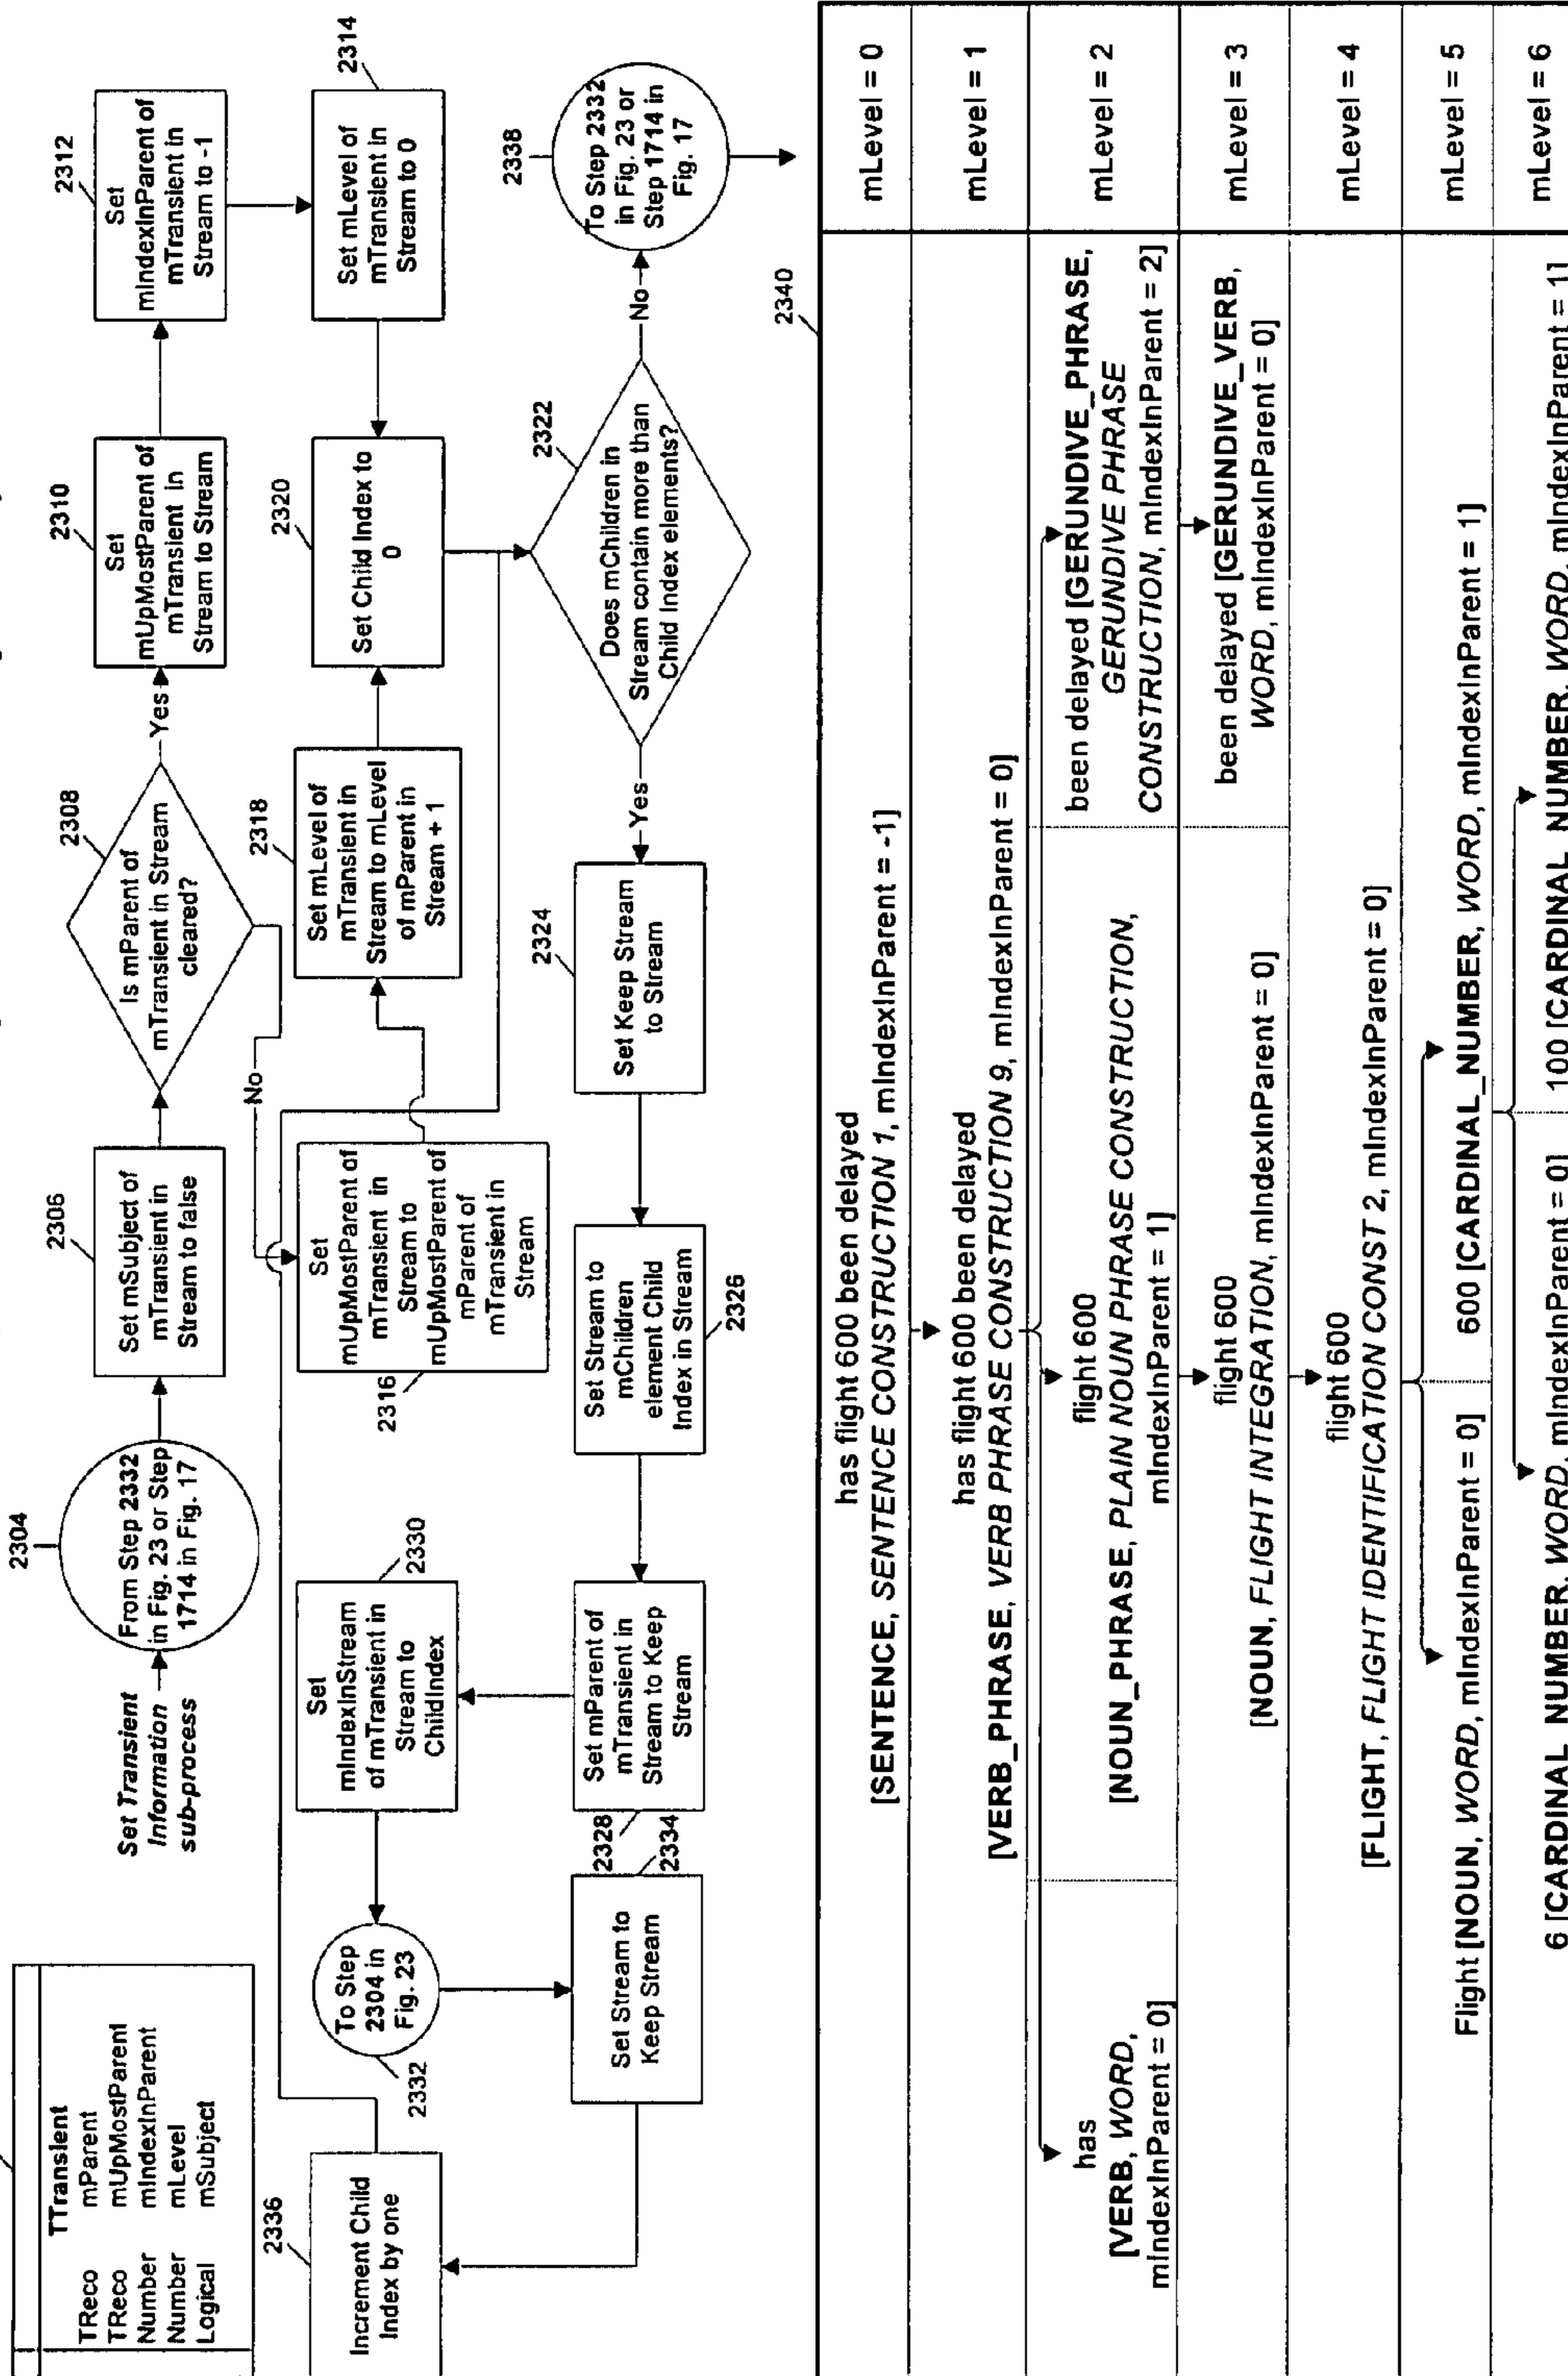 TTransient
TReco mParent
TReco mUpMostParent
Number mIndexInParent
Number mLevel
Logical mSubject
Set Transient
Information
sub-process
2304
From Step 2332
in Fig. 23 or Step
1714 in Fig. 17
2306
Set mSubject of
mTransient in
Stream to false
2308
Is mParent of
mTransient in Stream
cleared?
Yes
No
2310
Set
mUpMostParent of
mTransient in
Stream to Stream
2312
Set
mIndexInParent of
mTransient in
Stream to -1
2314
Set mLevel of
mTransient in
Stream to 0
2316
Set
mUpMostParent of
mTransient in
Stream to
mUpMostParent of
mParent of
mTransient in
Stream
2318
Set mLevel of
mTransient in
Stream to mLevel
of mParent in
Stream + 1
2320
Set Child Index to
0
2322
Does mChildren in
Stream contain more than
Child Index elements?
Yes
No
2338
To Step 2332
in Fig. 23 or
Step 1714 in
Fig. 17
2324
Set Keep Stream
to Stream
2326
Set Stream to
mChildren
element Child
Index in Stream
2328
Set mParent of
mTransient in
Stream to Keep
Stream
2330
Set
mIndexInStream
of mTransient in
Stream to
ChildIndex
2332
To Step
2304 in
Fig. 23
2334
Set Stream to
Keep Stream
2336
Increment Child
Index by one
2340
has flight 600 been delayed
[SENTENCE, SENTENCE CONSTRUCTION 1, mIndexInParent = -1]
mLevel = 0
has flight 600 been delayed
[VERB_PHRASE, VERB PHRASE CONSTRUCTION 9, mIndexInParent = 0]
mLevel = 1
has
[VERB, WORD,
mIndexInParent = 0]
flight 600
[NOUN_PHRASE, PLAIN NOUN PHRASE CONSTRUCTION,
mIndexInParent = 1]
been delayed [GERUNDIVE_PHRASE,
GERUNDIVE PHRASE
CONSTRUCTION, mIndexInParent = 2]
mLevel = 2
flight 600
[NOUN, FLIGHT INTEGRATION, mIndexInParent = 0]
been delayed [GERUNDIVE_VERB,
WORD, mIndexInParent = 0]
mLevel = 3
flight 600
[FLIGHT, FLIGHT IDENTIFICATION CONST 2, mIndexInParent = 0]
mLevel = 4
Flight [NOUN, WORD, mIndexInParent = 0]
600 [CARDINAL_NUMBER, WORD, mIndexInParent = 1]
mLevel = 5
6 [CARDINAL_NUMBER, WORD, mIndexInParent = 0]
100 [CARDINAL_NUMBER, WORD, mIndexInParent = 1]
mLevel = 6